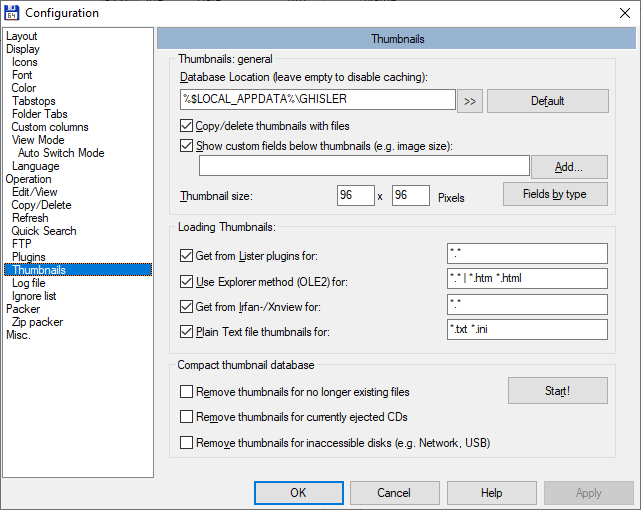 64
Configuration
Layout
Display
Icons
Font
Color
Tabstops
Folder Tabs
Custom columns
View Mode
Auto Switch Mode
Language
Operation
Edit/View
Copy/Delete
Refresh
Quick Search
FTP
Plugins
Thumbnails
Log file
Ignore list
Packer
Zip packer
Misc.
Thumbnails
Thumbnails: general
Database Location (leave empty to disable caching):
%$LOCAL_APPDATA%\GHISLER
>>
Default
Copy/delete thumbnails with files
Show custom fields below thumbnails (e.g. image size):
Add...
Thumbnail size: 96 x 96 Pixels
Fields by type
Loading Thumbnails:
Get from Lister plugins for: *.*
Use Explorer method (OLE2) for: *.* | *.htm *.html
Get from Irfan-/Xnview for: *.*
Plain Text file thumbnails for: *.txt *.ini
Compact thumbnail database
Remove thumbnails for no longer existing files
Start!
Remove thumbnails for currently ejected CDs
Remove thumbnails for inaccessible disks (e.g. Network, USB)
OK
Cancel
Help
Apply